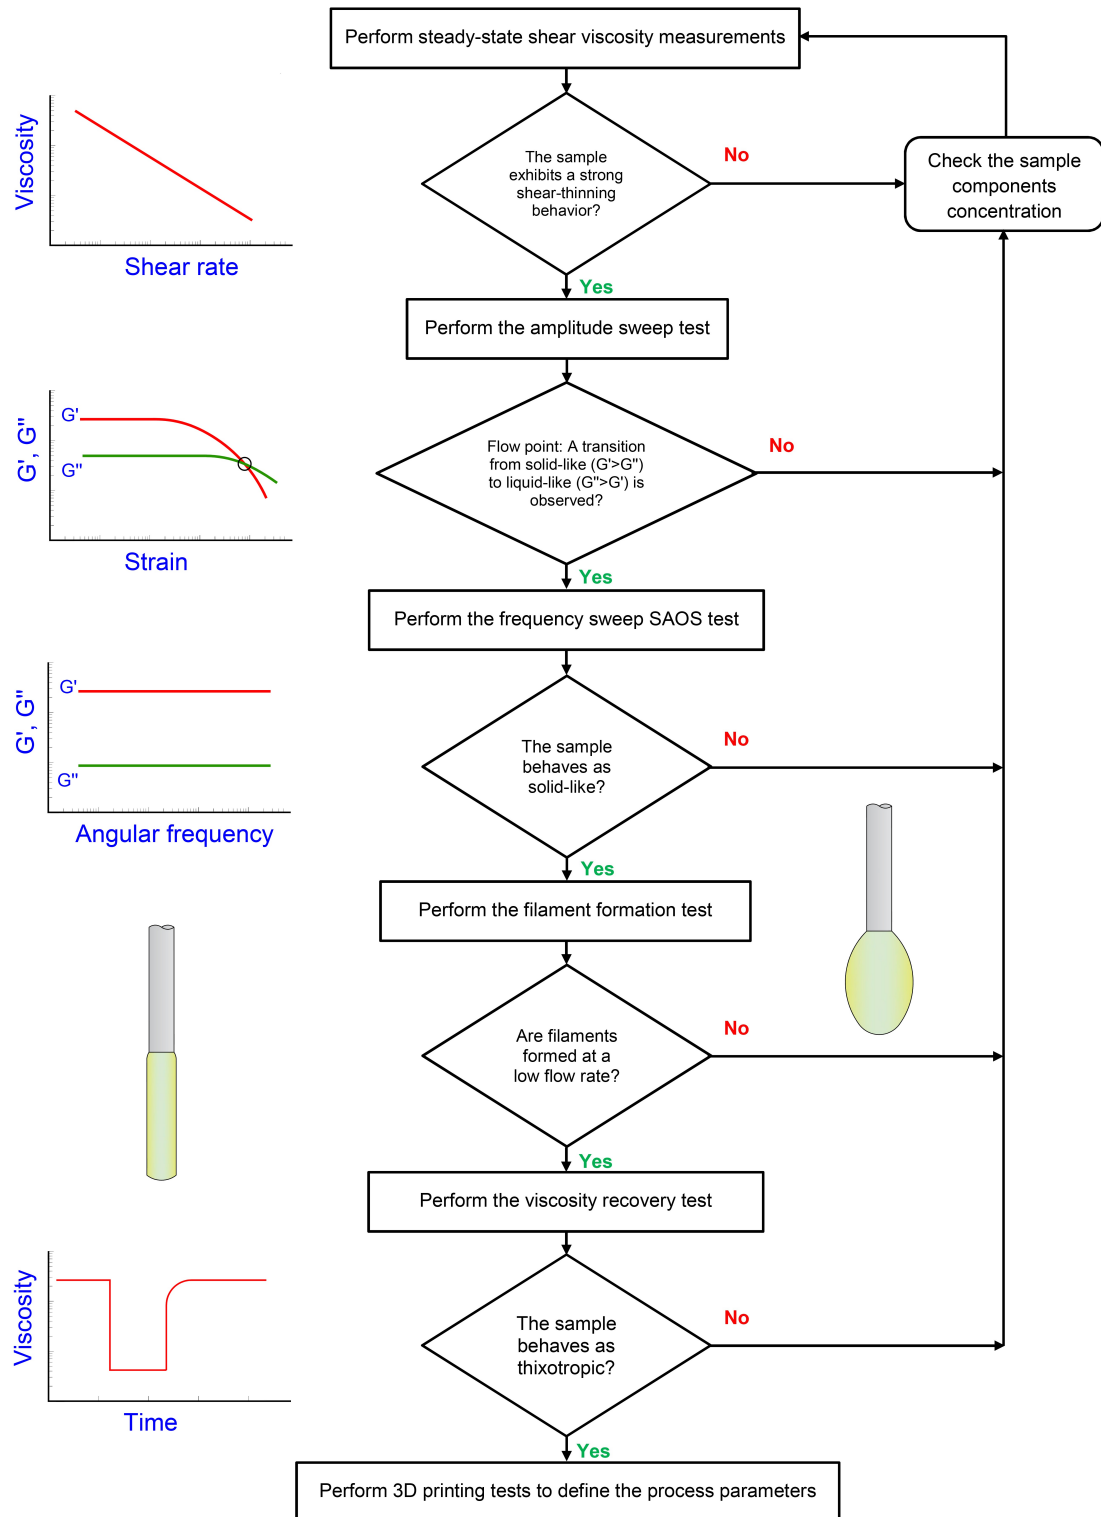 Perform steady-state shear viscosity measurements
Viscosity
Shear rate
The sample
exhibits a strong
shear-thinning
behavior?
No
Check the sample
components
concentration
Yes
Perform the amplitude sweep test
G', G"
G'
G"
Strain
Flow point: A transition
from solid-like (G'>G")
to liquid-like (G">G') is
observed?
No
Yes
Perform the frequency sweep SAOS test
G', G"
G'
G"
Angular frequency
The sample
behaves as
solid-like?
No
Yes
Perform the filament formation test
Are filaments
formed at a
low flow rate?
No
Yes
Perform the viscosity recovery test
Viscosity
Time
The sample
behaves as
thixotropic?
No
Yes
Perform 3D printing tests to define the process parameters